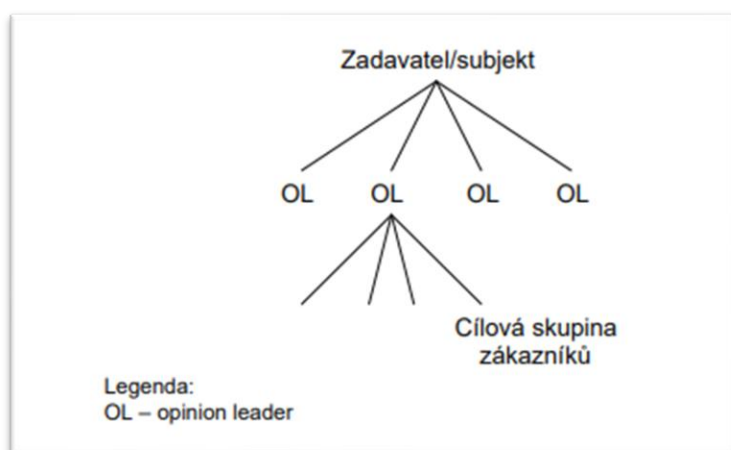 Zadavatel/subjekt
OL OL OL OL
Cílová skupina
zákazníků
Legenda:
OL – opinion leader